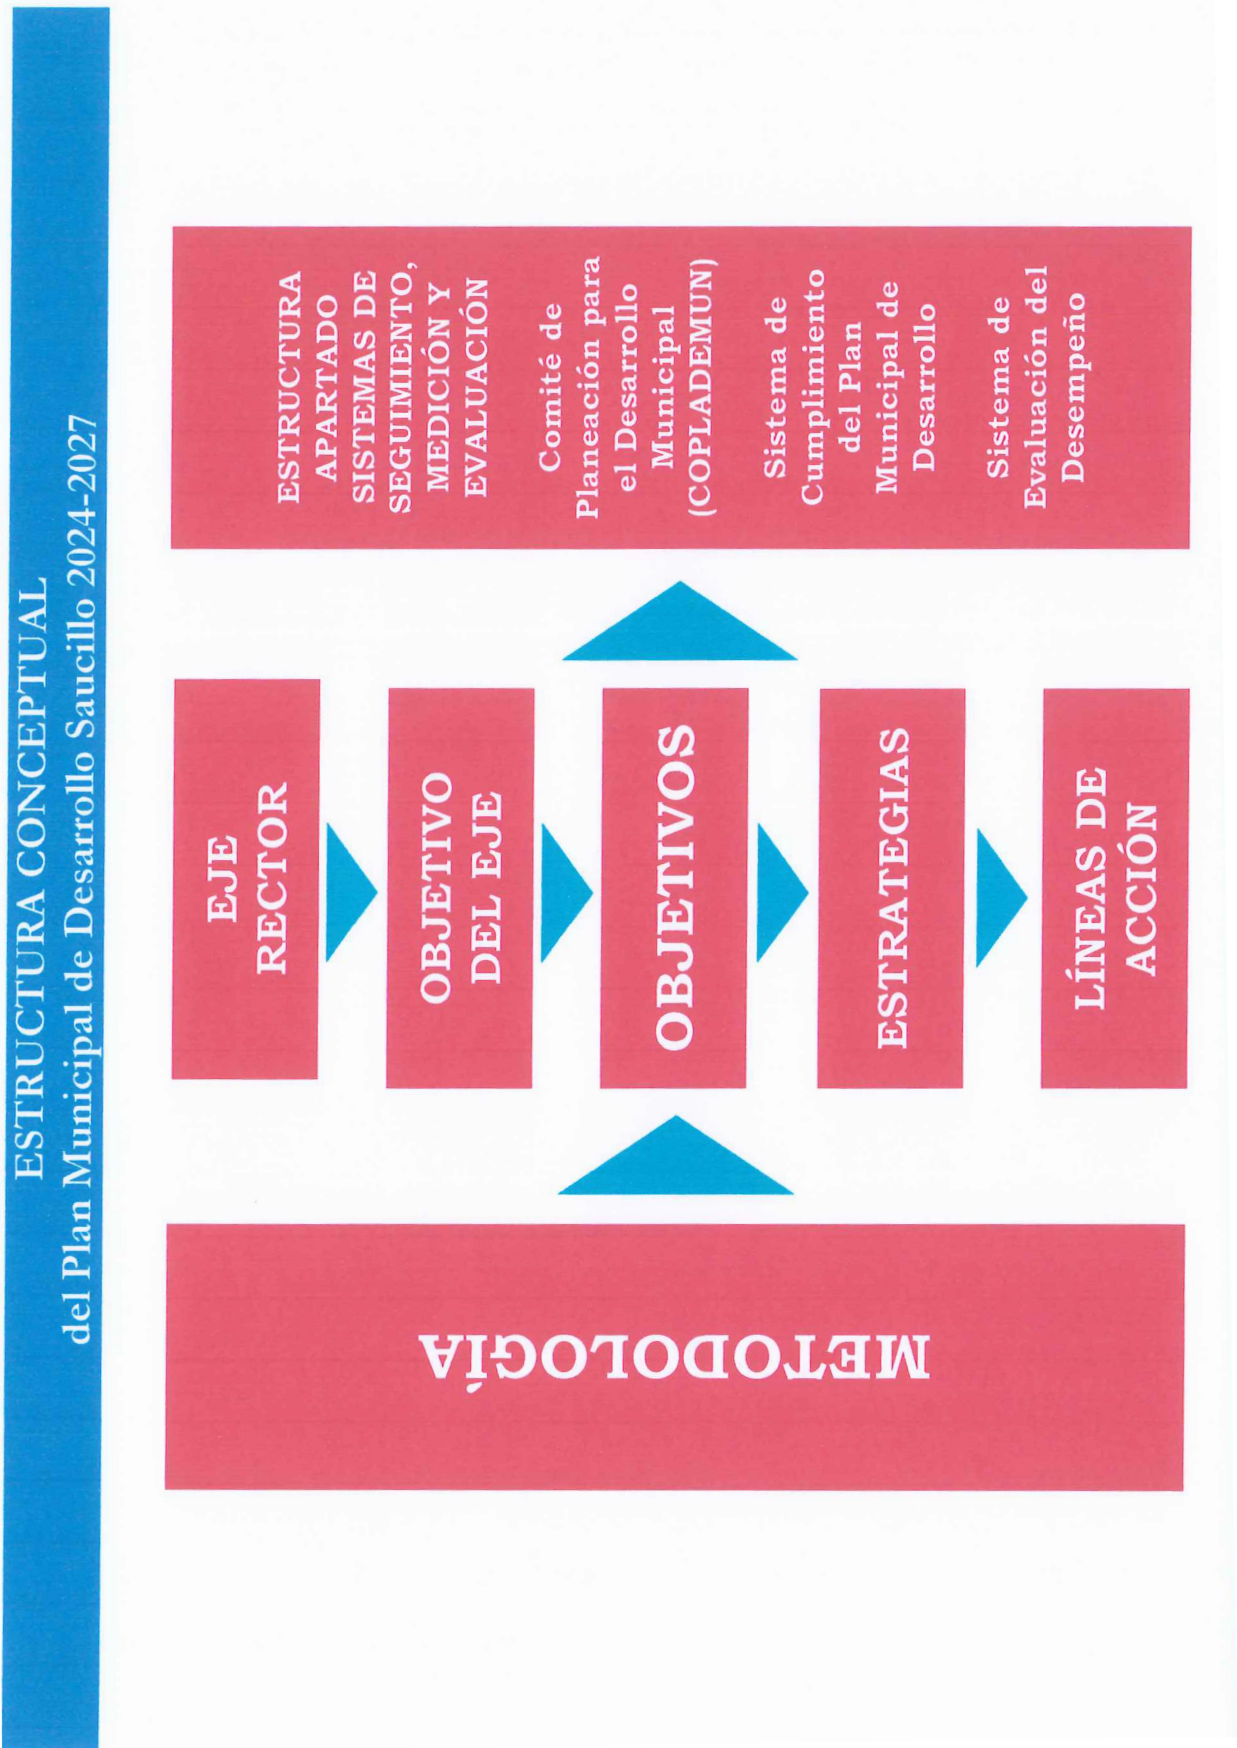 ESTRUCTURA CONCEPTUAL
del Plan Municipal de Desarrollo Saucillo 2024-2027
METODOLOGÍA
EJE
RECTOR
OBJETIVO
DEL EJE
OBJETIVOS
ESTRATEGIAS
LÍNEAS DE
ACCIÓN
ESTRUCTURA
APARTADO
SISTEMAS DE
SEGUIMIENTO,
MEDICIÓN Y
EVALUACIÓN
Comité de
Planeación para
el Desarrollo
Municipal
(COPLADEMUN)
Sistema de
Cumplimiento
del Plan
Municipal de
Desarrollo
Sistema de
Evaluación del
Desempeño